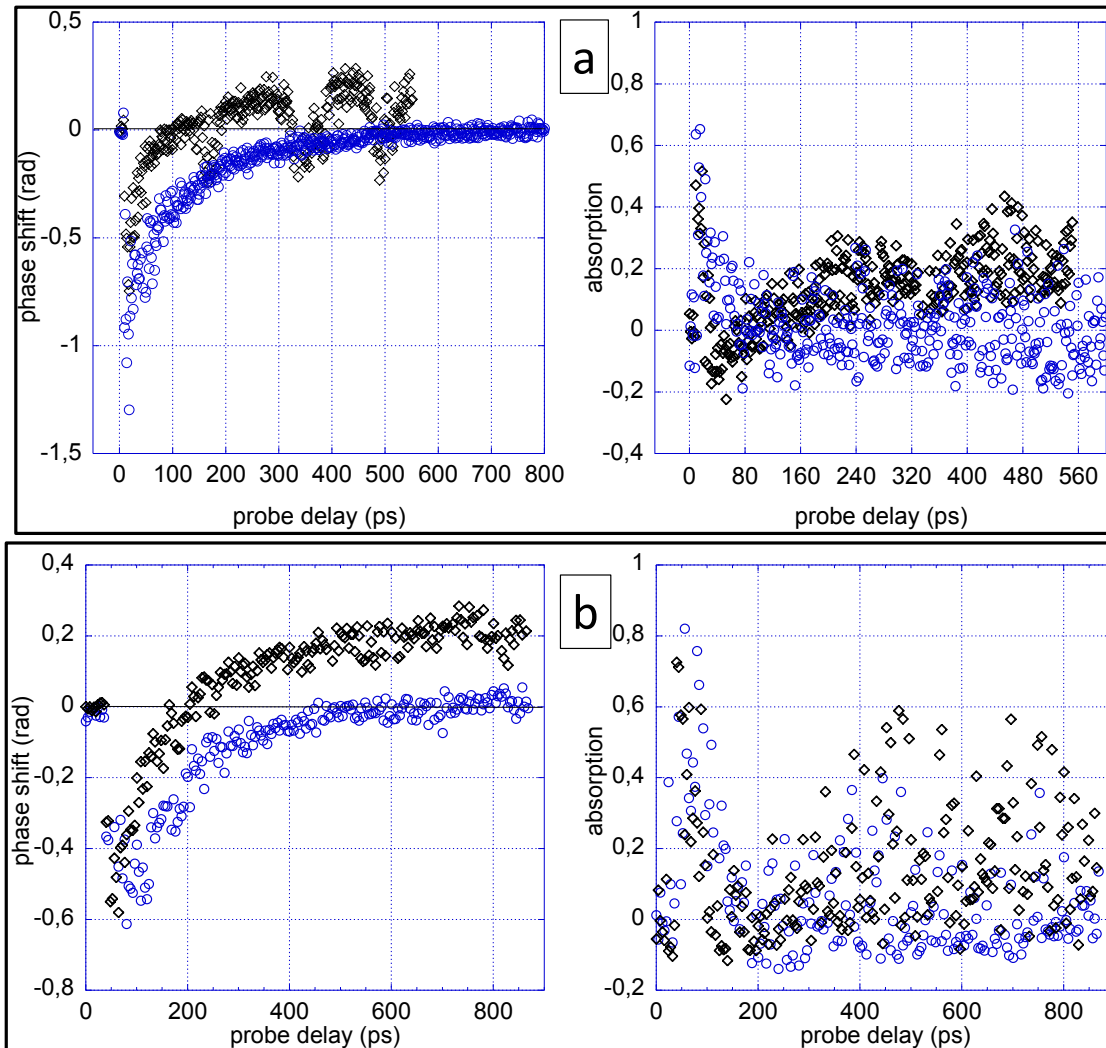 a
phase shift (rad)
0,5
0
-0,5
-1
-1,5
0 100 200 300 400 500 600 700 800
probe delay (ps)
absorption
1
0,8
0,6
0,4
0,2
0
-0,2
-0,4
0 80 160 240 320 400 480 560
probe delay (ps)
b
phase shift (rad)
0,4
0,2
0
-0,2
-0,4
-0,6
-0,8
0 200 400 600 800
probe delay (ps)
absorption
1
0,8
0,6
0,4
0,2
0
-0,2
0 200 400 600 800
probe delay (ps)